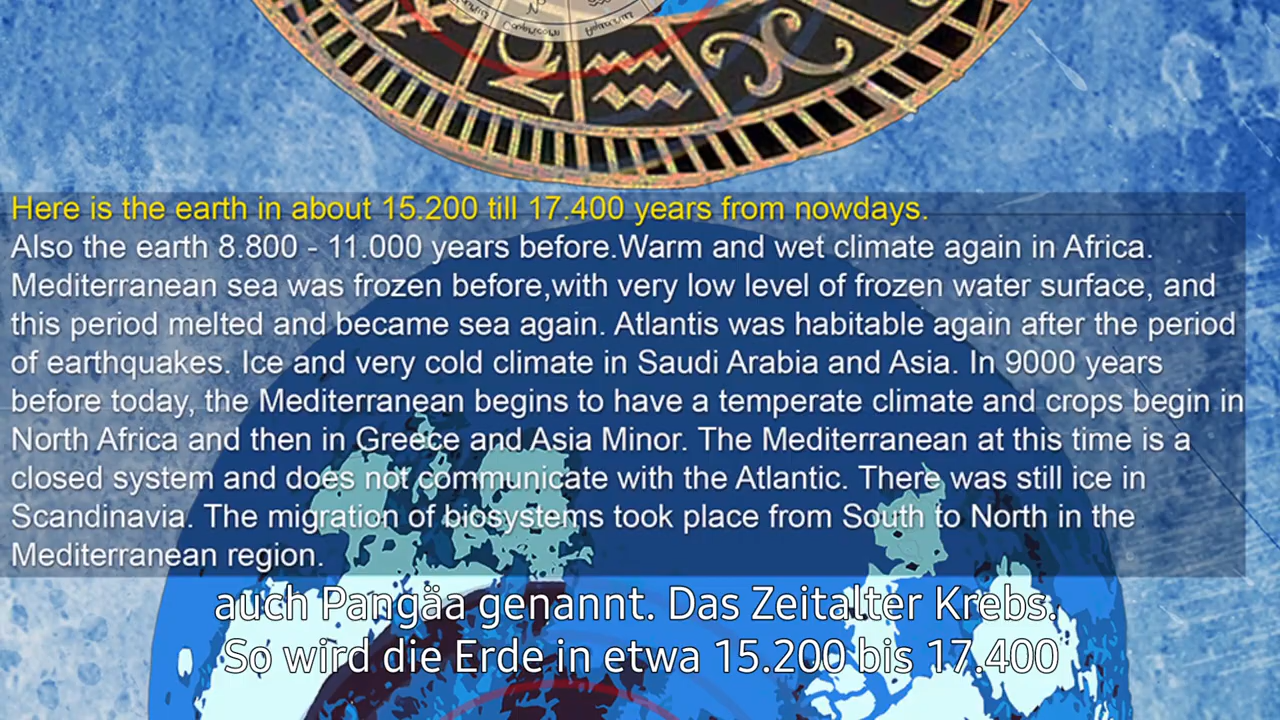 Capricorn
Here is the earth in about 15.200 till 17.400 years from nowdays.
Also the earth 8.800 - 11.000 years before.Warm and wet climate again in Africa.
Mediterranean sea was frozen before,with very low level of frozen water surface, and
this period melted and became sea again. Atlantis was habitable again after the period
of earthquakes. Ice and very cold climate in Saudi Arabia and Asia. In 9000 years
before today, the Mediterranean begins to have a temperate climate and crops begin in
North Africa and then in Greece and Asia Minor. The Mediterranean at this time is a
closed system and does not communicate with the Atlantic. There was still ice in
Scandinavia. The migration of biosystems took place from South to North in the
Mediterranean region.
auch Pangäa genannt. Das Zeitalter Krebs.
So wird die Erde in etwa 15.200 bis 17.400